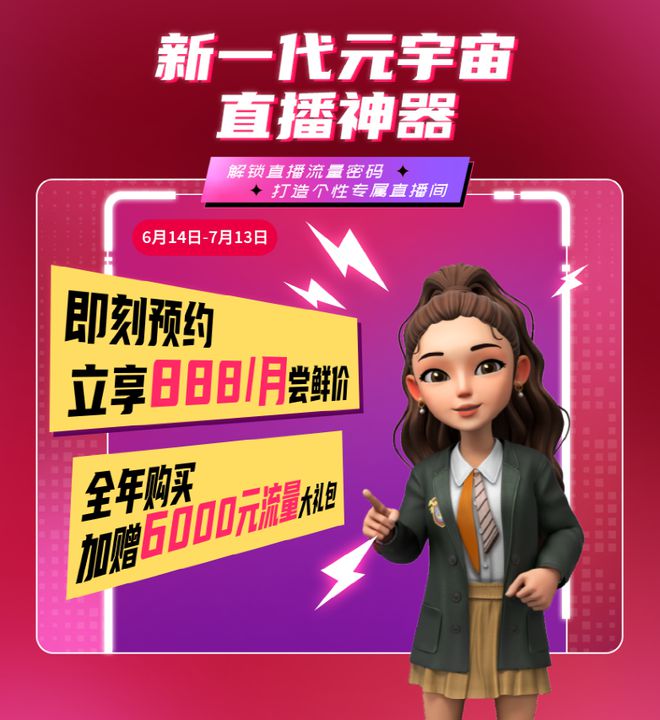 新一代元宇宙
直播神器
解锁直播流量密码
打造个性专属直播间
6月14日-7月13日
即刻预约
立享888/月尝鲜价
全年购买
加赠6000元流量大礼包